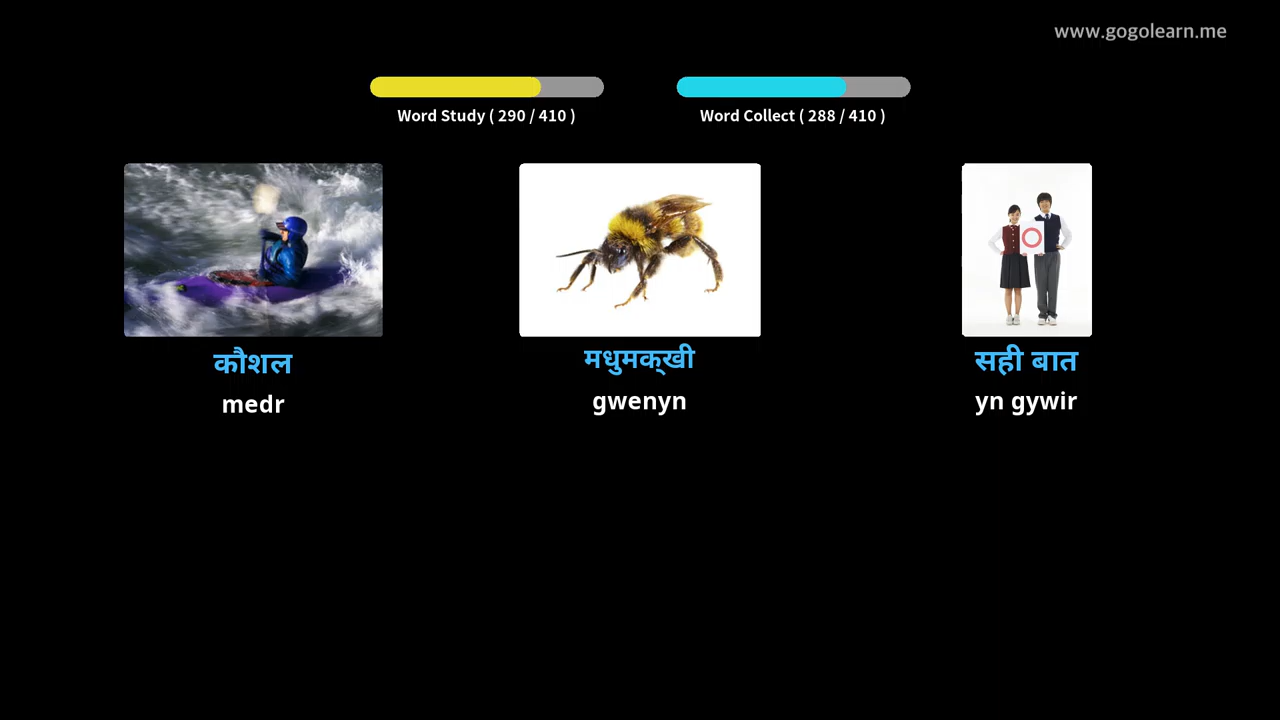 www.gogolearn.me
Word Study ( 290 / 410 )
Word Collect ( 288 / 410 )
कौशल
मधुमक्खी
सही बात
medr
gwenyn
yn gywir